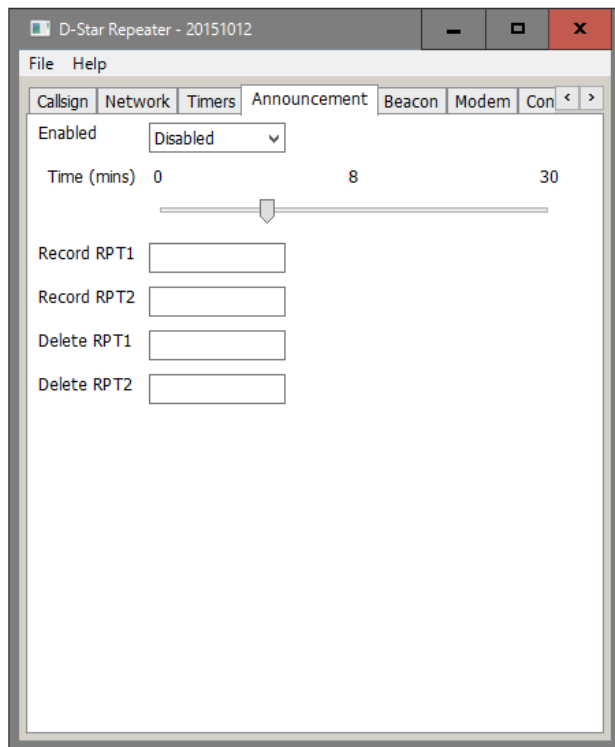 D-Star Repeater - 20151012
File Help
Callsign Network Timers Announcement Beacon Modem Con
Enabled Disabled
Time (mins) 0 8 30
Record RPT1
Record RPT2
Delete RPT1
Delete RPT2